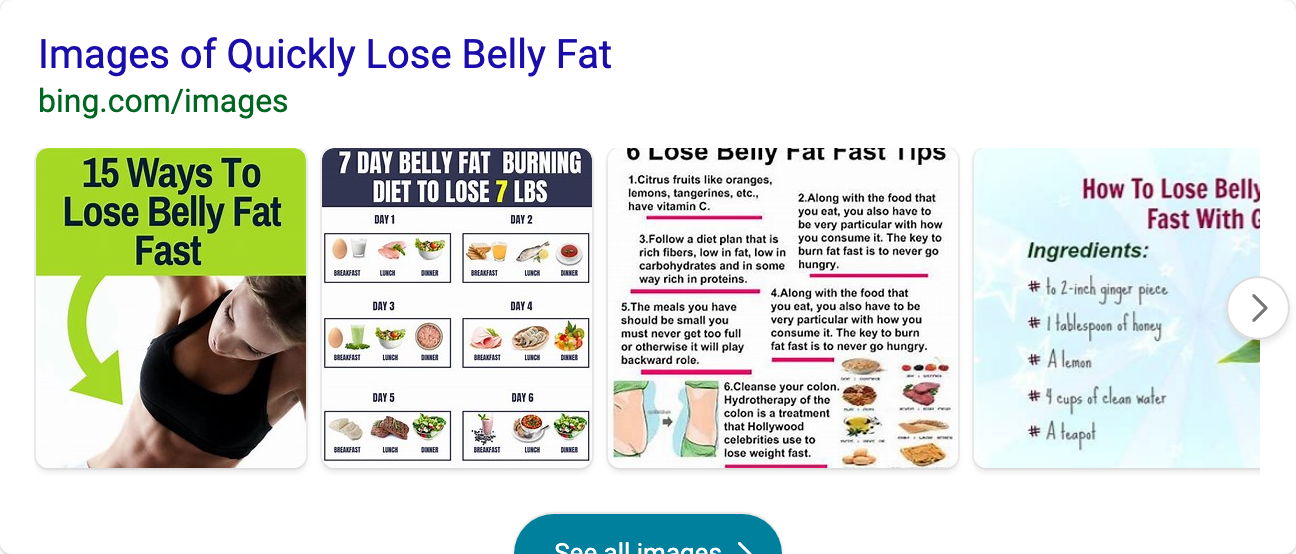 Images of Quickly Lose Belly Fat
bing.com/images
15 Ways To
Lose Belly Fat
Fast
7 DAY BELLY FAT BURNING
DIET TO LOSE 7 LBS
DAY 1
DAY 2
BREAKFAST LUNCH DINNER
BREAKFAST LUNCH DINNER
DAY 3
DAY 4
BREAKFAST LUNCH DINNER
BREAKFAST LUNCH DINNER
DAY 5
DAY 6
BREAKFAST LUNCH DINNER
BREAKFAST LUNCH DINNER
6 Lose Belly Fat Fast Tips
1.Citrus fruits like oranges,
lemons, tangerines, etc.,
have vitamin C.
2.Along with the food that
you eat, you also have to
be very particular with how
you consume it. The key to
burn fat fast is to never go
hungry.
3.Follow a diet plan that is
rich fibers, low in fat, low in
carbohydrates and in some
way rich in proteins.
4.Along with the food that
you eat, you also have to be
very particular with how you
consume it. The key to burn
fat fast is to never go hungry.
5.The meals you have
should be small you
must never get too full
or otherwise it will play
backward role.
6.Cleanse your colon.
Hydrotherapy of the
colon is a treatment
that Hollywood
celebrities use to
lose weight fast.
How To Lose Belly
Fast With
Ingredients:
# to 2-inch ginger piece
# 1 tablespoon of honey
# A lemon
# 4 cups of clean water
# A teapot
See all images